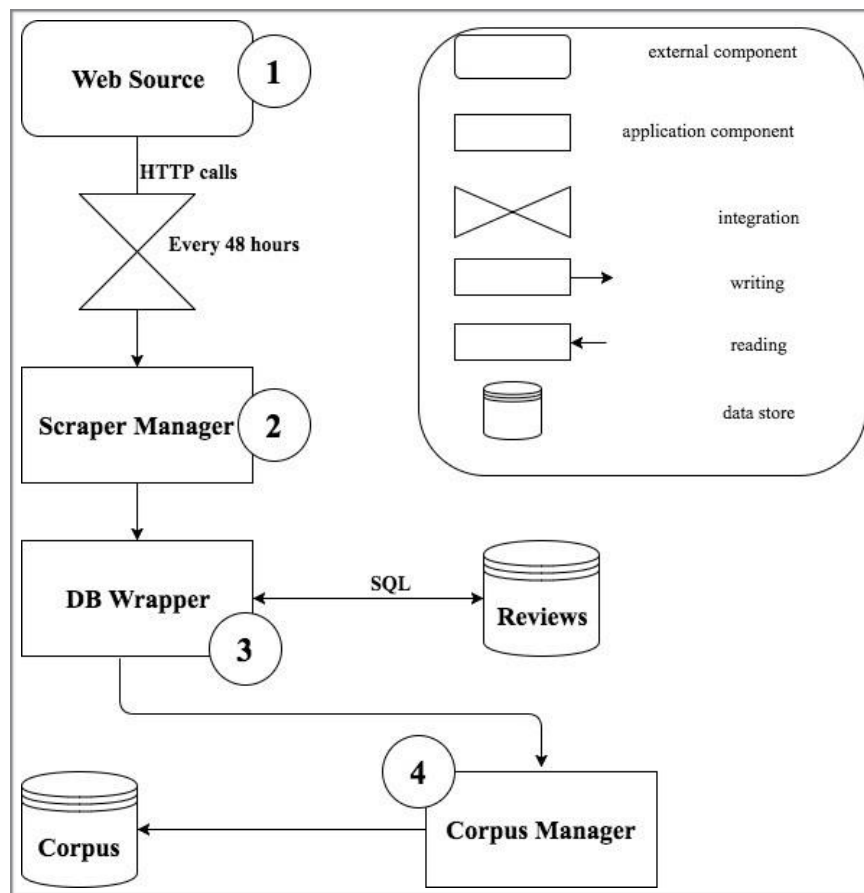 Web Source
1
HTTP calls
Every 48 hours
Scraper Manager
2
DB Wrapper
3
SQL
Reviews
4
Corpus Manager
Corpus
external component
application component
integration
writing
reading
data store